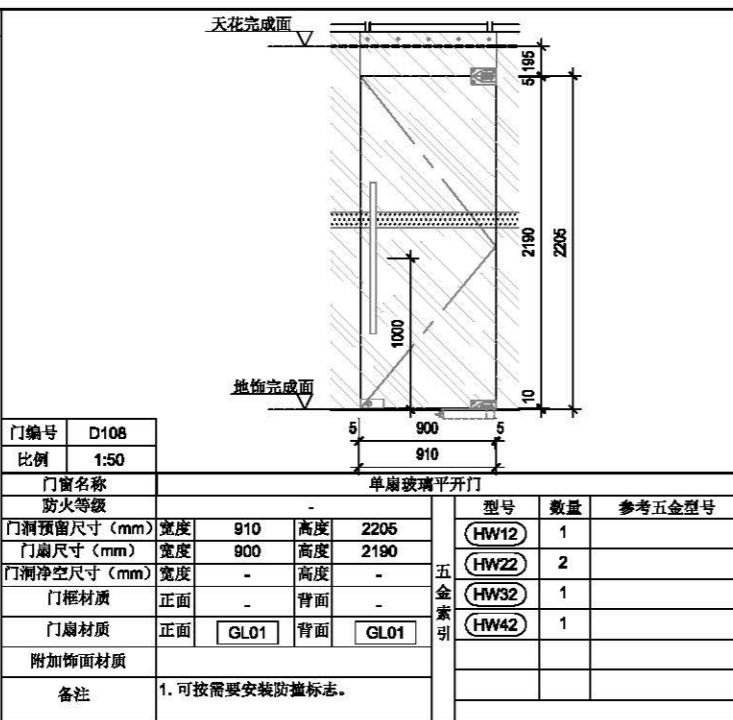 天花完成面
195
5
2190
2205
1000
10
地饰完成面
5 900 5
910
门编号 D108
比例 1:50
门窗名称 单扇玻璃平开门
防火等级 -
门洞预留尺寸（mm） 宽度 910 高度 2205
门扇尺寸（mm） 宽度 900 高度 2190
门洞净空尺寸（mm） 宽度 - 高度 -
门框材质 正面 - 背面 -
门扇材质 正面 GL01 背面 GL01
附加饰面材质
备注 1. 可按需要安装防撞标志。
五金索引
型号 数量 参考五金型号
HW12 1
HW22 2
HW32 1
HW42 1